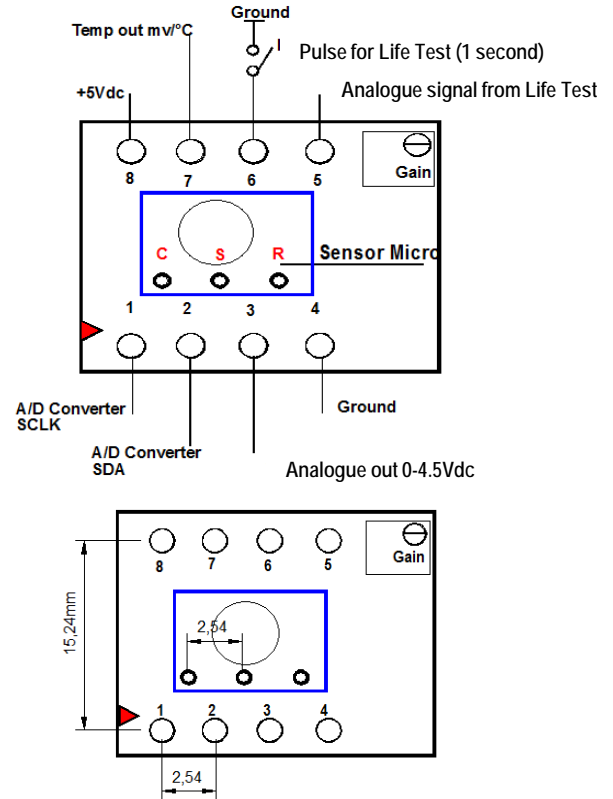 Ground
Temp out mv/°C
I
Pulse for Life Test (1 second)
+5Vdc
Analogue signal from Life Test
Gain
8 7 6 5
C S R
Sensor Micro
1 2 3 4
A/D Converter
SCLK
Ground
A/D Converter
SDA
Analogue out 0-4.5Vdc
Gain
8 7 6 5
2,54
15,24mm
1 2 3 4
2,54